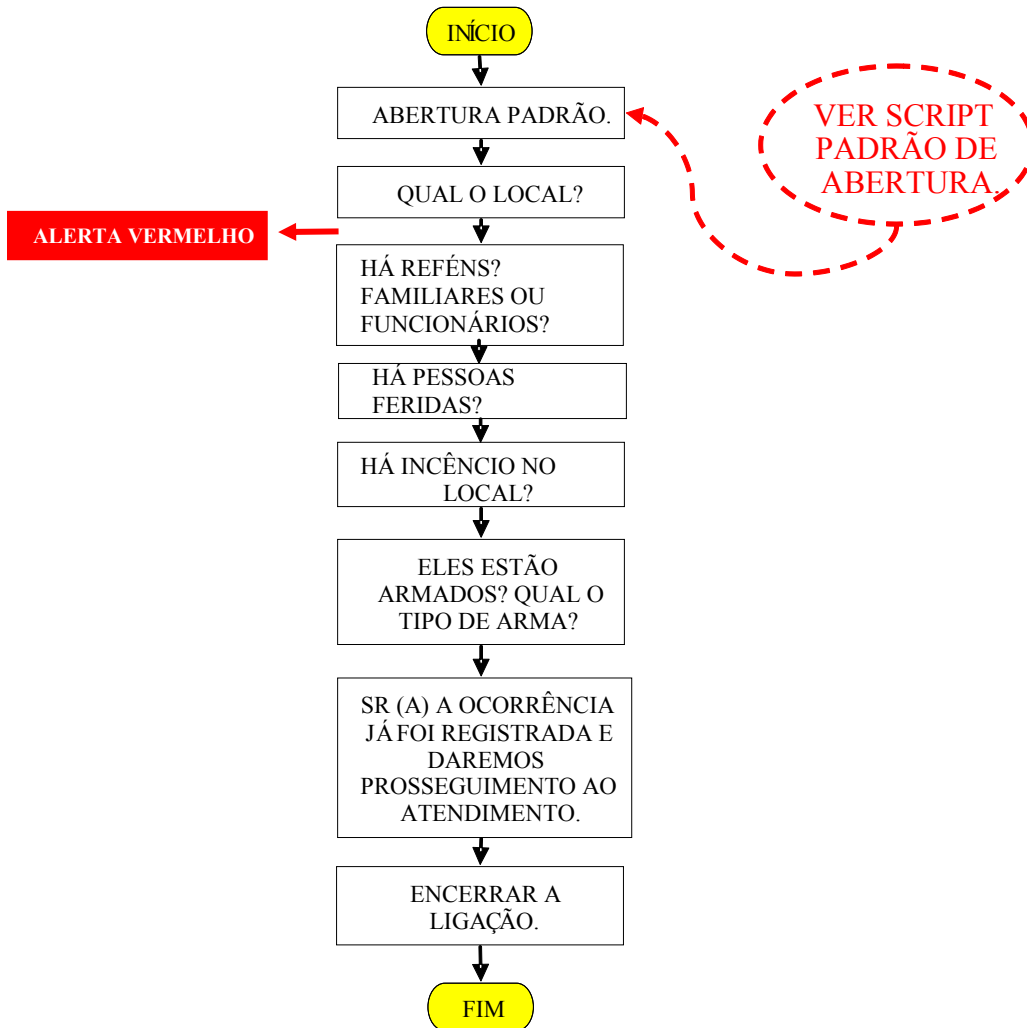 INÍCIO
ABERTURA PADRÃO.
VER SCRIPT
PADRÃO DE
ABERTURA.
QUAL O LOCAL?
ALERTA VERMELHO
HÁ REFÉNS?
FAMILIARES OU
FUNCIONÁRIOS?
HÁ PESSOAS
FERIDAS?
HÁ INCÊNCIO NO
LOCAL?
ELES ESTÃO
ARMADOS? QUAL O
TIPO DE ARMA?
SR (A) A OCORRÊNCIA
JÁ FOI REGISTRADA E
DAREMOS
PROSSEGUIMENTO AO
ATENDIMENTO.
ENCERRAR A
LIGAÇÃO.
FIM